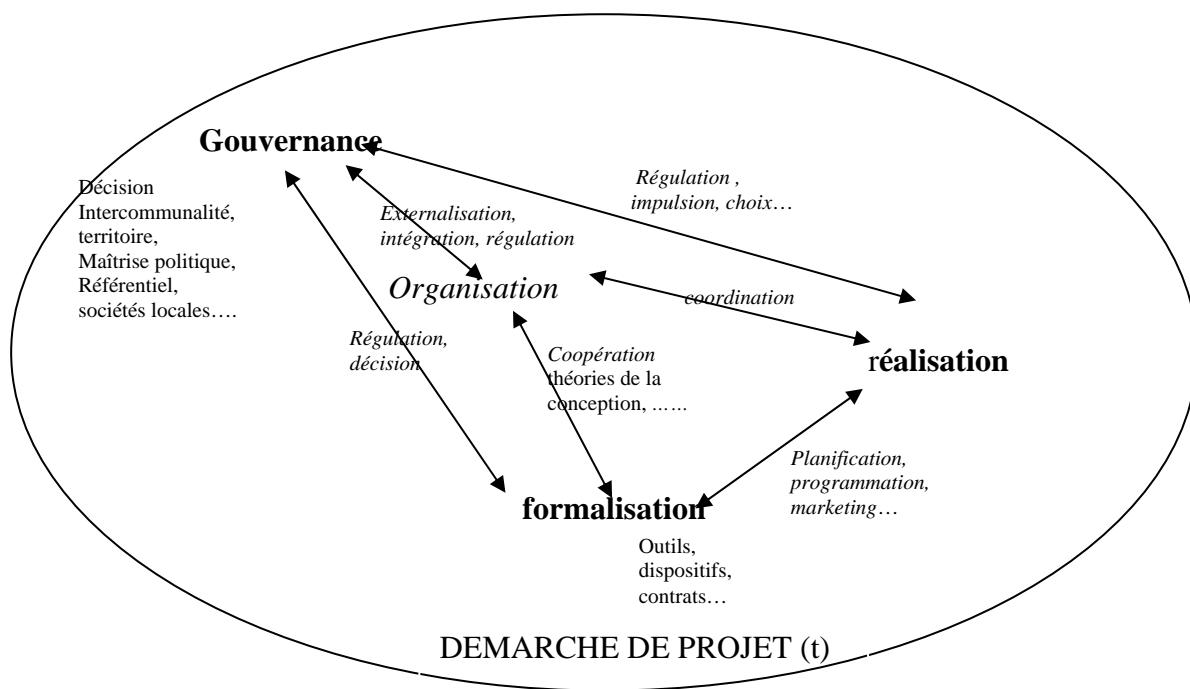 Gouvernance
Décision
Intercommunalité,
territoire,
Maîtrise politique,
Référentiel,
sociétés locales….
Régulation ,
impulsion, choix…
Externalisation,
intégration, régulation
Organisation
coordination
Régulation,
décision
Coopération
théories de la
conception, ……
réalisation
Planification,
programmation,
marketing…
formalisation
Outils,
dispositifs,
contrats…
DEMARCHE DE PROJET (t)